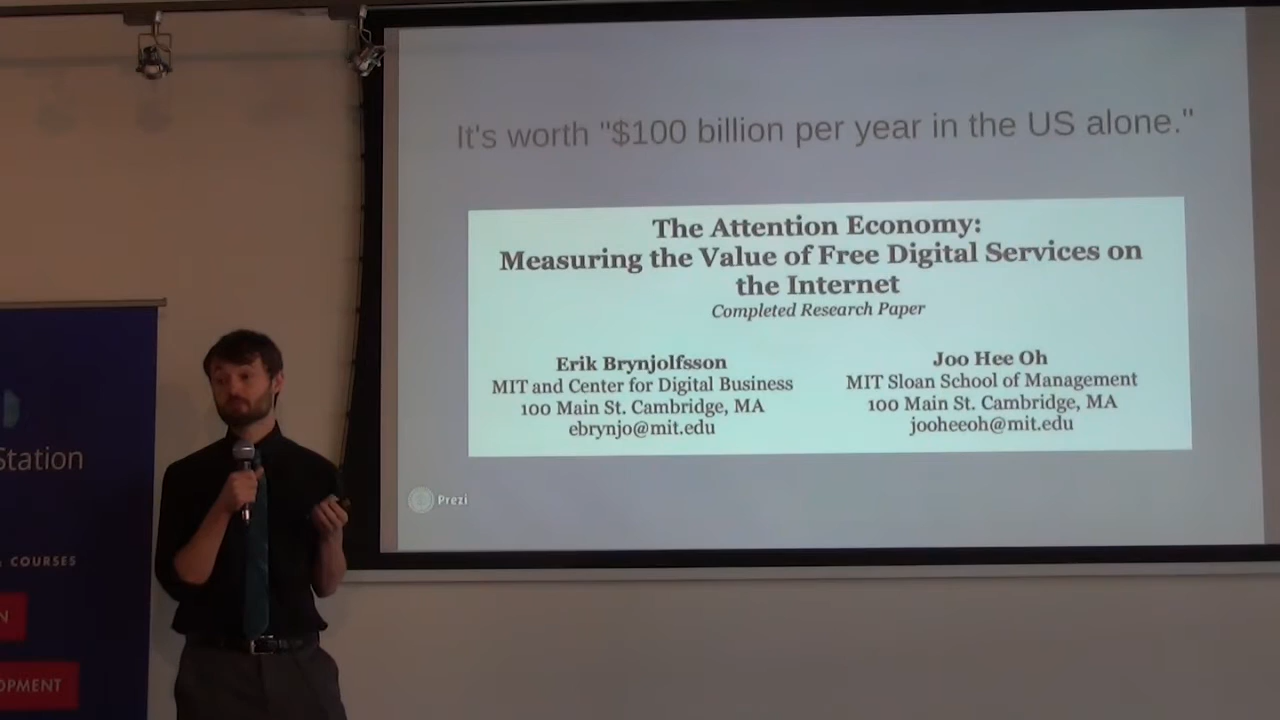 It's worth "$100 billion per year in the US alone."
The Attention Economy:
Measuring the Value of Free Digital Services on
the Internet
Completed Research Paper
Erik Brynjolfsson
MIT and Center for Digital Business
100 Main St. Cambridge, MA
ebrynjo@mit.edu
Joo Hee Oh
MIT Sloan School of Management
100 Main St. Cambridge, MA
jooheeoh@mit.edu
Prezi
Station
COURSES
N
OPMENT